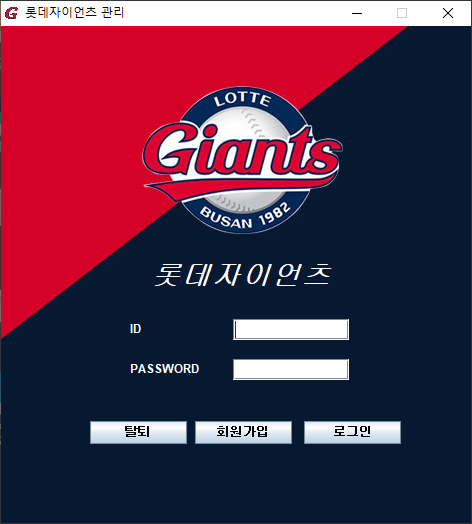 롯데자이언츠 관리
LOTTE
Giants
BUSAN 1982
롯데자이언츠
ID
PASSWORD
탈퇴 회원가입 로그인